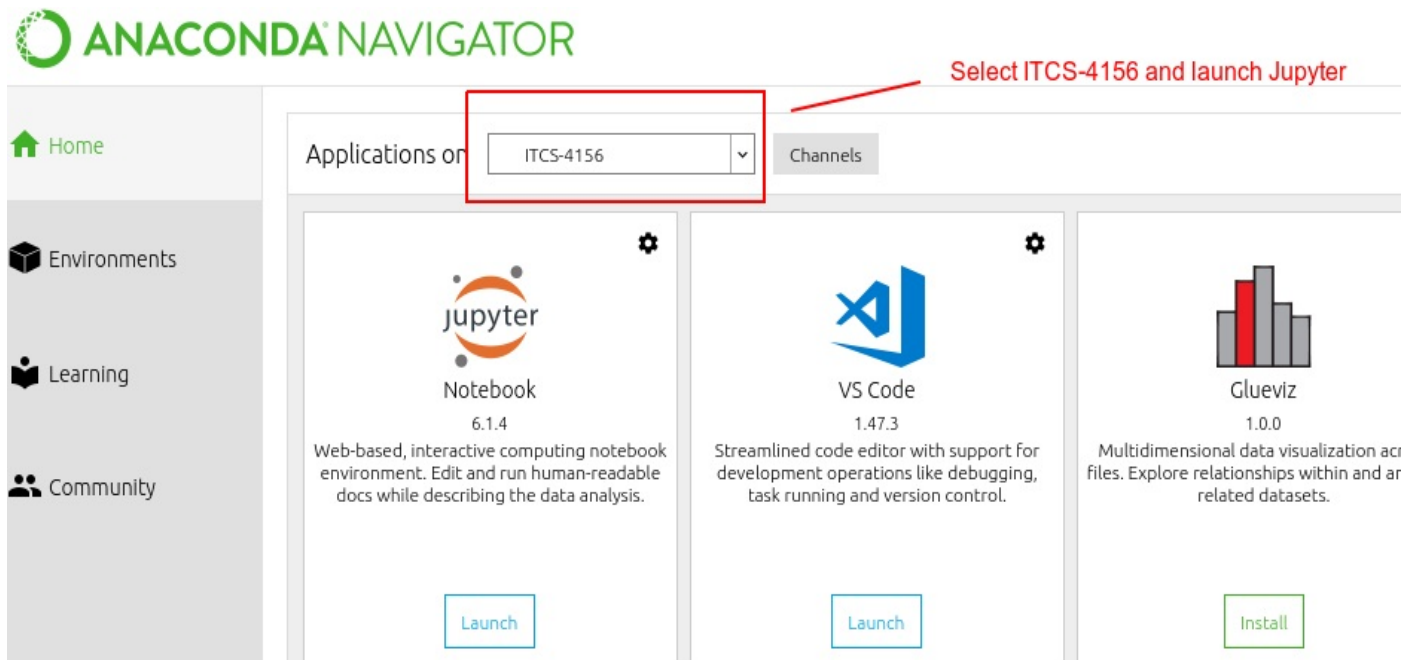 ANACONDA NAVIGATOR
Select ITCS-4156 and launch Jupyter
Home
Applications on
ITCS-4156
Channels
Environments
Learning
Community
jupyter
Notebook
6.1.4
Web-based, interactive computing notebook
environment. Edit and run human-readable
docs while describing the data analysis.
Launch
VS Code
1.47.3
Streamlined code editor with support for
development operations like debugging,
task running and version control.
Launch
Glueviz
1.0.0
Multidimensional data visualization
files. Explore relationships within and
related datasets.
Install